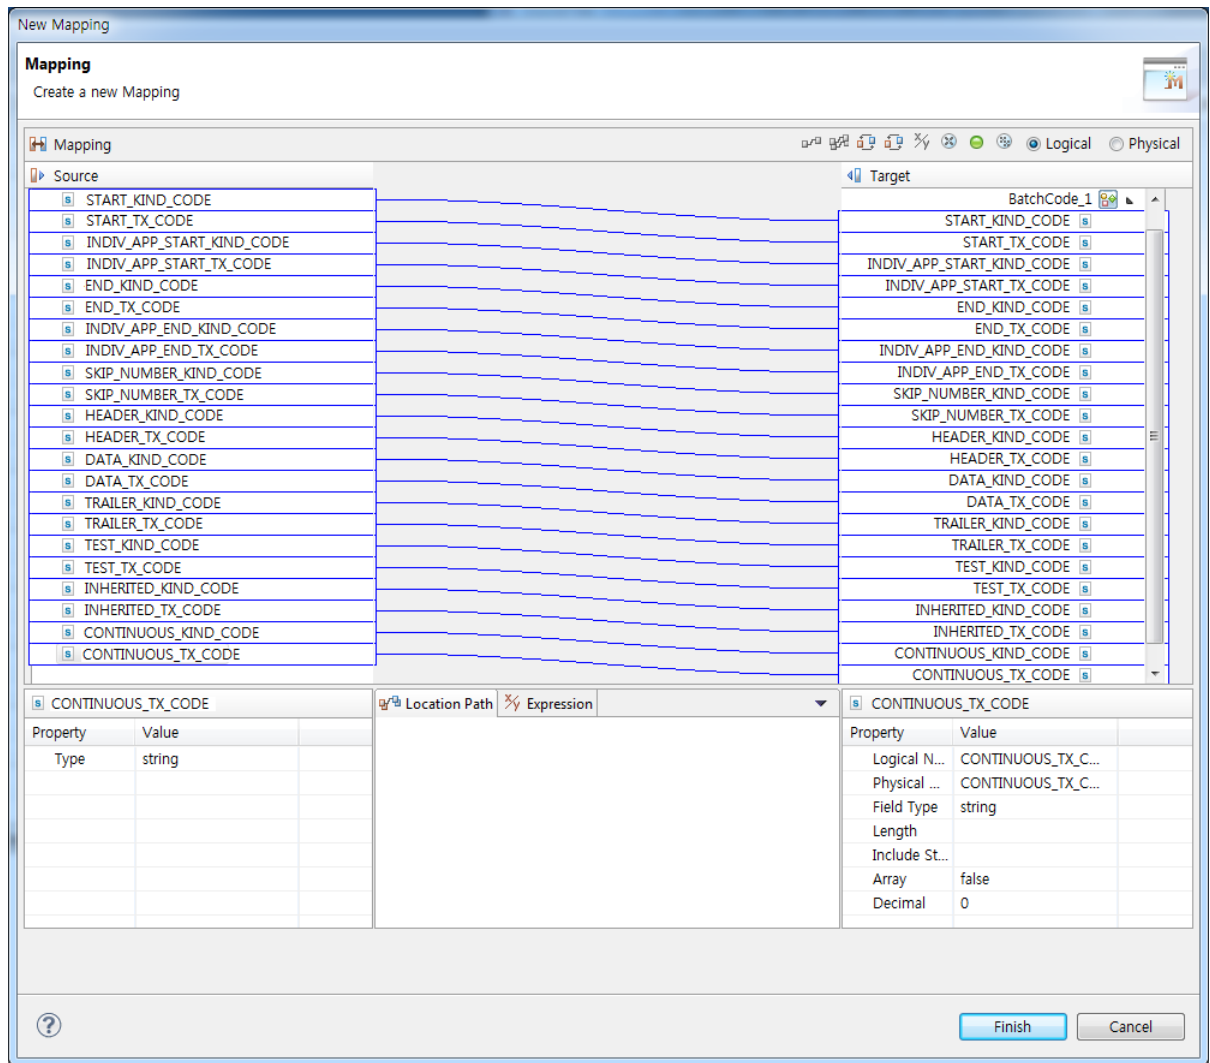 New Mapping
Mapping
Create a new Mapping
Mapping
Logical
Physical
Source
Target
BatchCode_1
START_KIND_CODE
START_TX_CODE
INDIV_APP_START_KIND_CODE
INDIV_APP_START_TX_CODE
END_KIND_CODE
END_TX_CODE
INDIV_APP_END_KIND_CODE
INDIV_APP_END_TX_CODE
SKIP_NUMBER_KIND_CODE
SKIP_NUMBER_TX_CODE
HEADER_KIND_CODE
HEADER_TX_CODE
DATA_KIND_CODE
DATA_TX_CODE
TRAILER_KIND_CODE
TRAILER_TX_CODE
TEST_KIND_CODE
TEST_TX_CODE
INHERITED_KIND_CODE
INHERITED_TX_CODE
CONTINUOUS_KIND_CODE
CONTINUOUS_TX_CODE
START_KIND_CODE
START_TX_CODE
INDIV_APP_START_KIND_CODE
INDIV_APP_START_TX_CODE
END_KIND_CODE
END_TX_CODE
INDIV_APP_END_KIND_CODE
INDIV_APP_END_TX_CODE
SKIP_NUMBER_KIND_CODE
SKIP_NUMBER_TX_CODE
HEADER_KIND_CODE
HEADER_TX_CODE
DATA_KIND_CODE
DATA_TX_CODE
TRAILER_KIND_CODE
TRAILER_TX_CODE
TEST_KIND_CODE
TEST_TX_CODE
INHERITED_KIND_CODE
INHERITED_TX_CODE
CONTINUOUS_KIND_CODE
CONTINUOUS_TX_CODE
CONTINUOUS_TX_CODE
Property Value
Type string
Location Path
Expression
CONTINUOUS_TX_CODE
Property Value
Logical N... CONTINUOUS_TX_C...
Physical ... CONTINUOUS_TX_C...
Field Type string
Length
Include St...
Array false
Decimal 0
Finish
Cancel